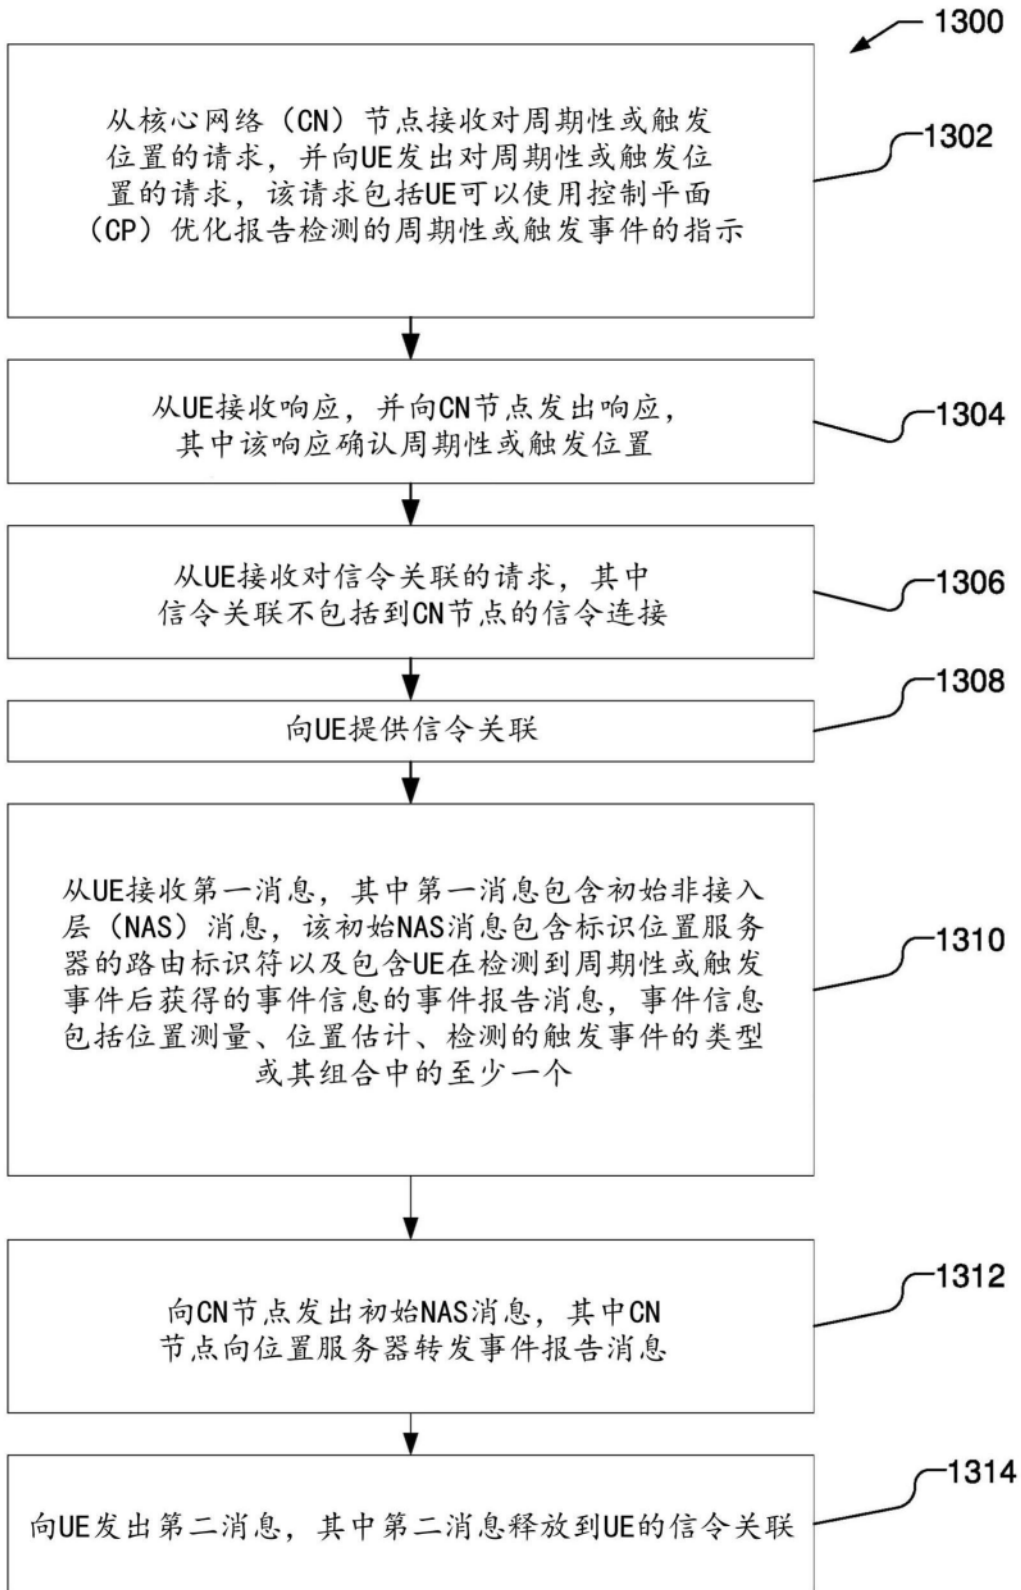 1300
从核心网络（CN）节点接收对周期性或触发
位置的请求，并向UE发出对周期性或触发位
置的请求，该请求包括UE可以使用控制平面
（CP）优化报告检测的周期性或触发事件的指示
1302
从UE接收响应，并向CN节点发出响应，
其中该响应确认周期性或触发位置
1304
从UE接收对信令关联的请求，其中
信令关联不包括到CN节点的信令连接
1306
向UE提供信令关联
1308
从UE接收第一消息，其中第一消息包含初始非接入
层（NAS）消息，该初始NAS消息包含标识位置服务
器的路由标识符以及包含UE在检测到周期性或触发
事件后获得的事件信息的事件报告消息，事件信息
包括位置测量、位置估计、检测的触发事件的类型
或其组合中的至少一个
1310
向CN节点发出初始NAS消息，其中CN
节点向位置服务器转发事件报告消息
1312
向UE发出第二消息，其中第二消息释放到UE的信令关联
1314